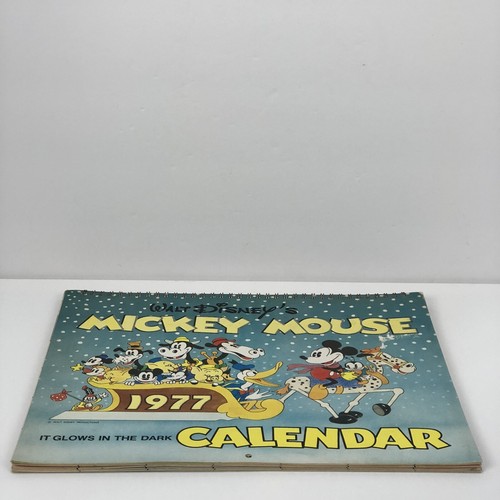 WALT DISNEY'S
MICKEY MOUSE
1977
IT GLOWS IN THE DARK
CALENDAR